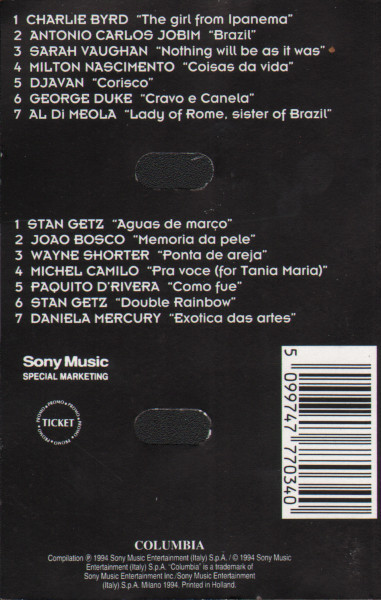 1 CHARLIE BYRD "The girl from Ipanema"
2 ANTONIO CARLOS JOBIM "Brazil"
3 SARAH VAUGHAN "Nothing will be as it was"
4 MILTON NASCIMENTO "Coisas da vida"
5 DJAVAN "Corisco"
6 GEORGE DUKE "Cravo e Canela"
7 AL Di MEOLA "Lady of Rome, sister of Brazil"
1 STAN GETZ "Aguas de março"
2 JOAO BOSCO "Memoria da pele"
3 WAYNE SHORTER "Ponta de areja"
4 MICHEL CAMILO "Pra voce (for Tania Maria)"
5 PAQUITO D'RIVERA "Como fue"
6 STAN GETZ "Double Rainbow"
7 DANIELA MERCURY "Exotica das artes"
Sony Music
SPECIAL MARKETING
PROMO PROMO PROMO PROMO
TICKET
5 099747 770340
COLUMBIA
Compilation ℗ 1994 Sony Music Entertainment (Italy) S.p.A. / © 1994 Sony Music
Entertainment (Italy) S.p.A. "Columbia" is a trademark of
Sony Music Entertainment Inc./Sony Music Entertainment
(Italy) S.p.A. Milano 1994. Printed in Holland.